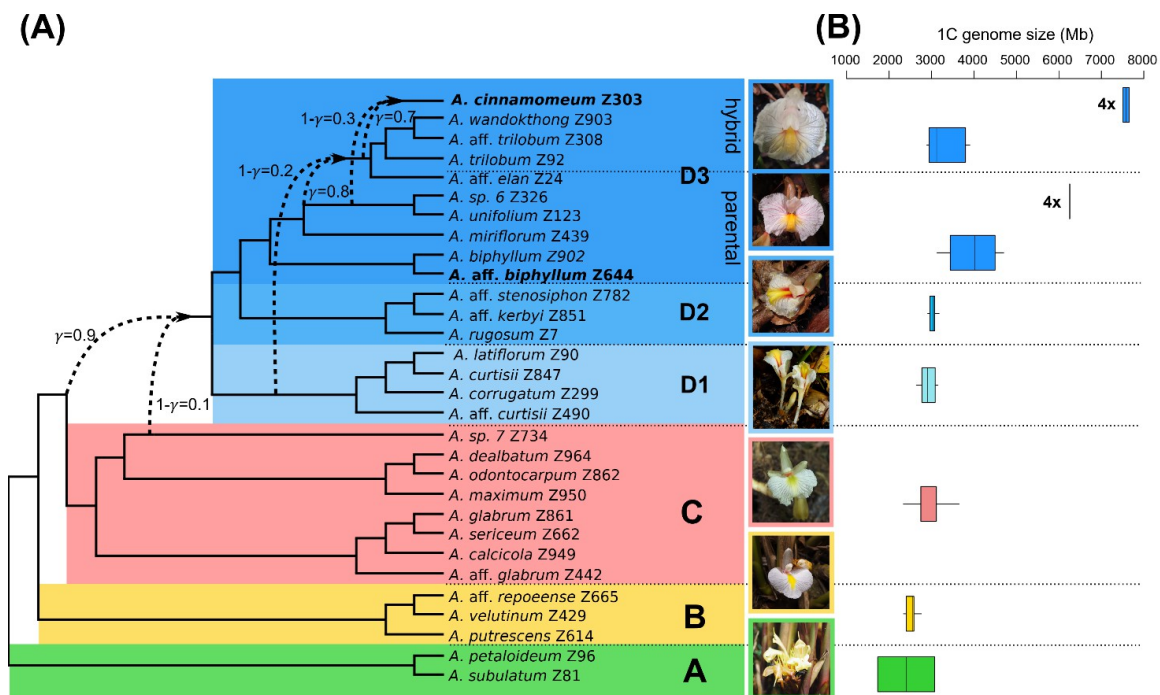 (A)
(B)
1C genome size (Mb)
1000 2000 3000 4000 5000 6000 7000 8000
A. cinnamomeum Z303
1-γ=0.3
γ=0.7
A. wandokthong Z903
A. aff. trilobum Z308
A. trilobum Z92
hybrid
4x
1-γ=0.2
γ=0.8
A. aff. elan Z24
D3
A. sp. 6 Z326
A. unifolium Z123
A. miriflorum Z439
A. biphyllum Z902
A. aff. biphyllum Z644
parental
4x
A. aff. stenosiphon Z782
A. aff. kerbyi Z851
A. rugosum Z7
D2
γ=0.9
A. latiflorum Z90
A. curtisii Z847
A. corrugatum Z299
A. aff. curtisii Z490
D1
1-γ=0.1
A. sp. 7 Z734
A. dealbatum Z964
A. odontocarpum Z862
A. maximum Z950
A. glabrum Z861
A. sericeum Z662
A. calcicola Z949
A. aff. glabrum Z442
C
A. aff. repoeense Z665
A. velutinum Z429
A. putrescens Z614
B
A. petaloideum Z96
A. subulatum Z81
A